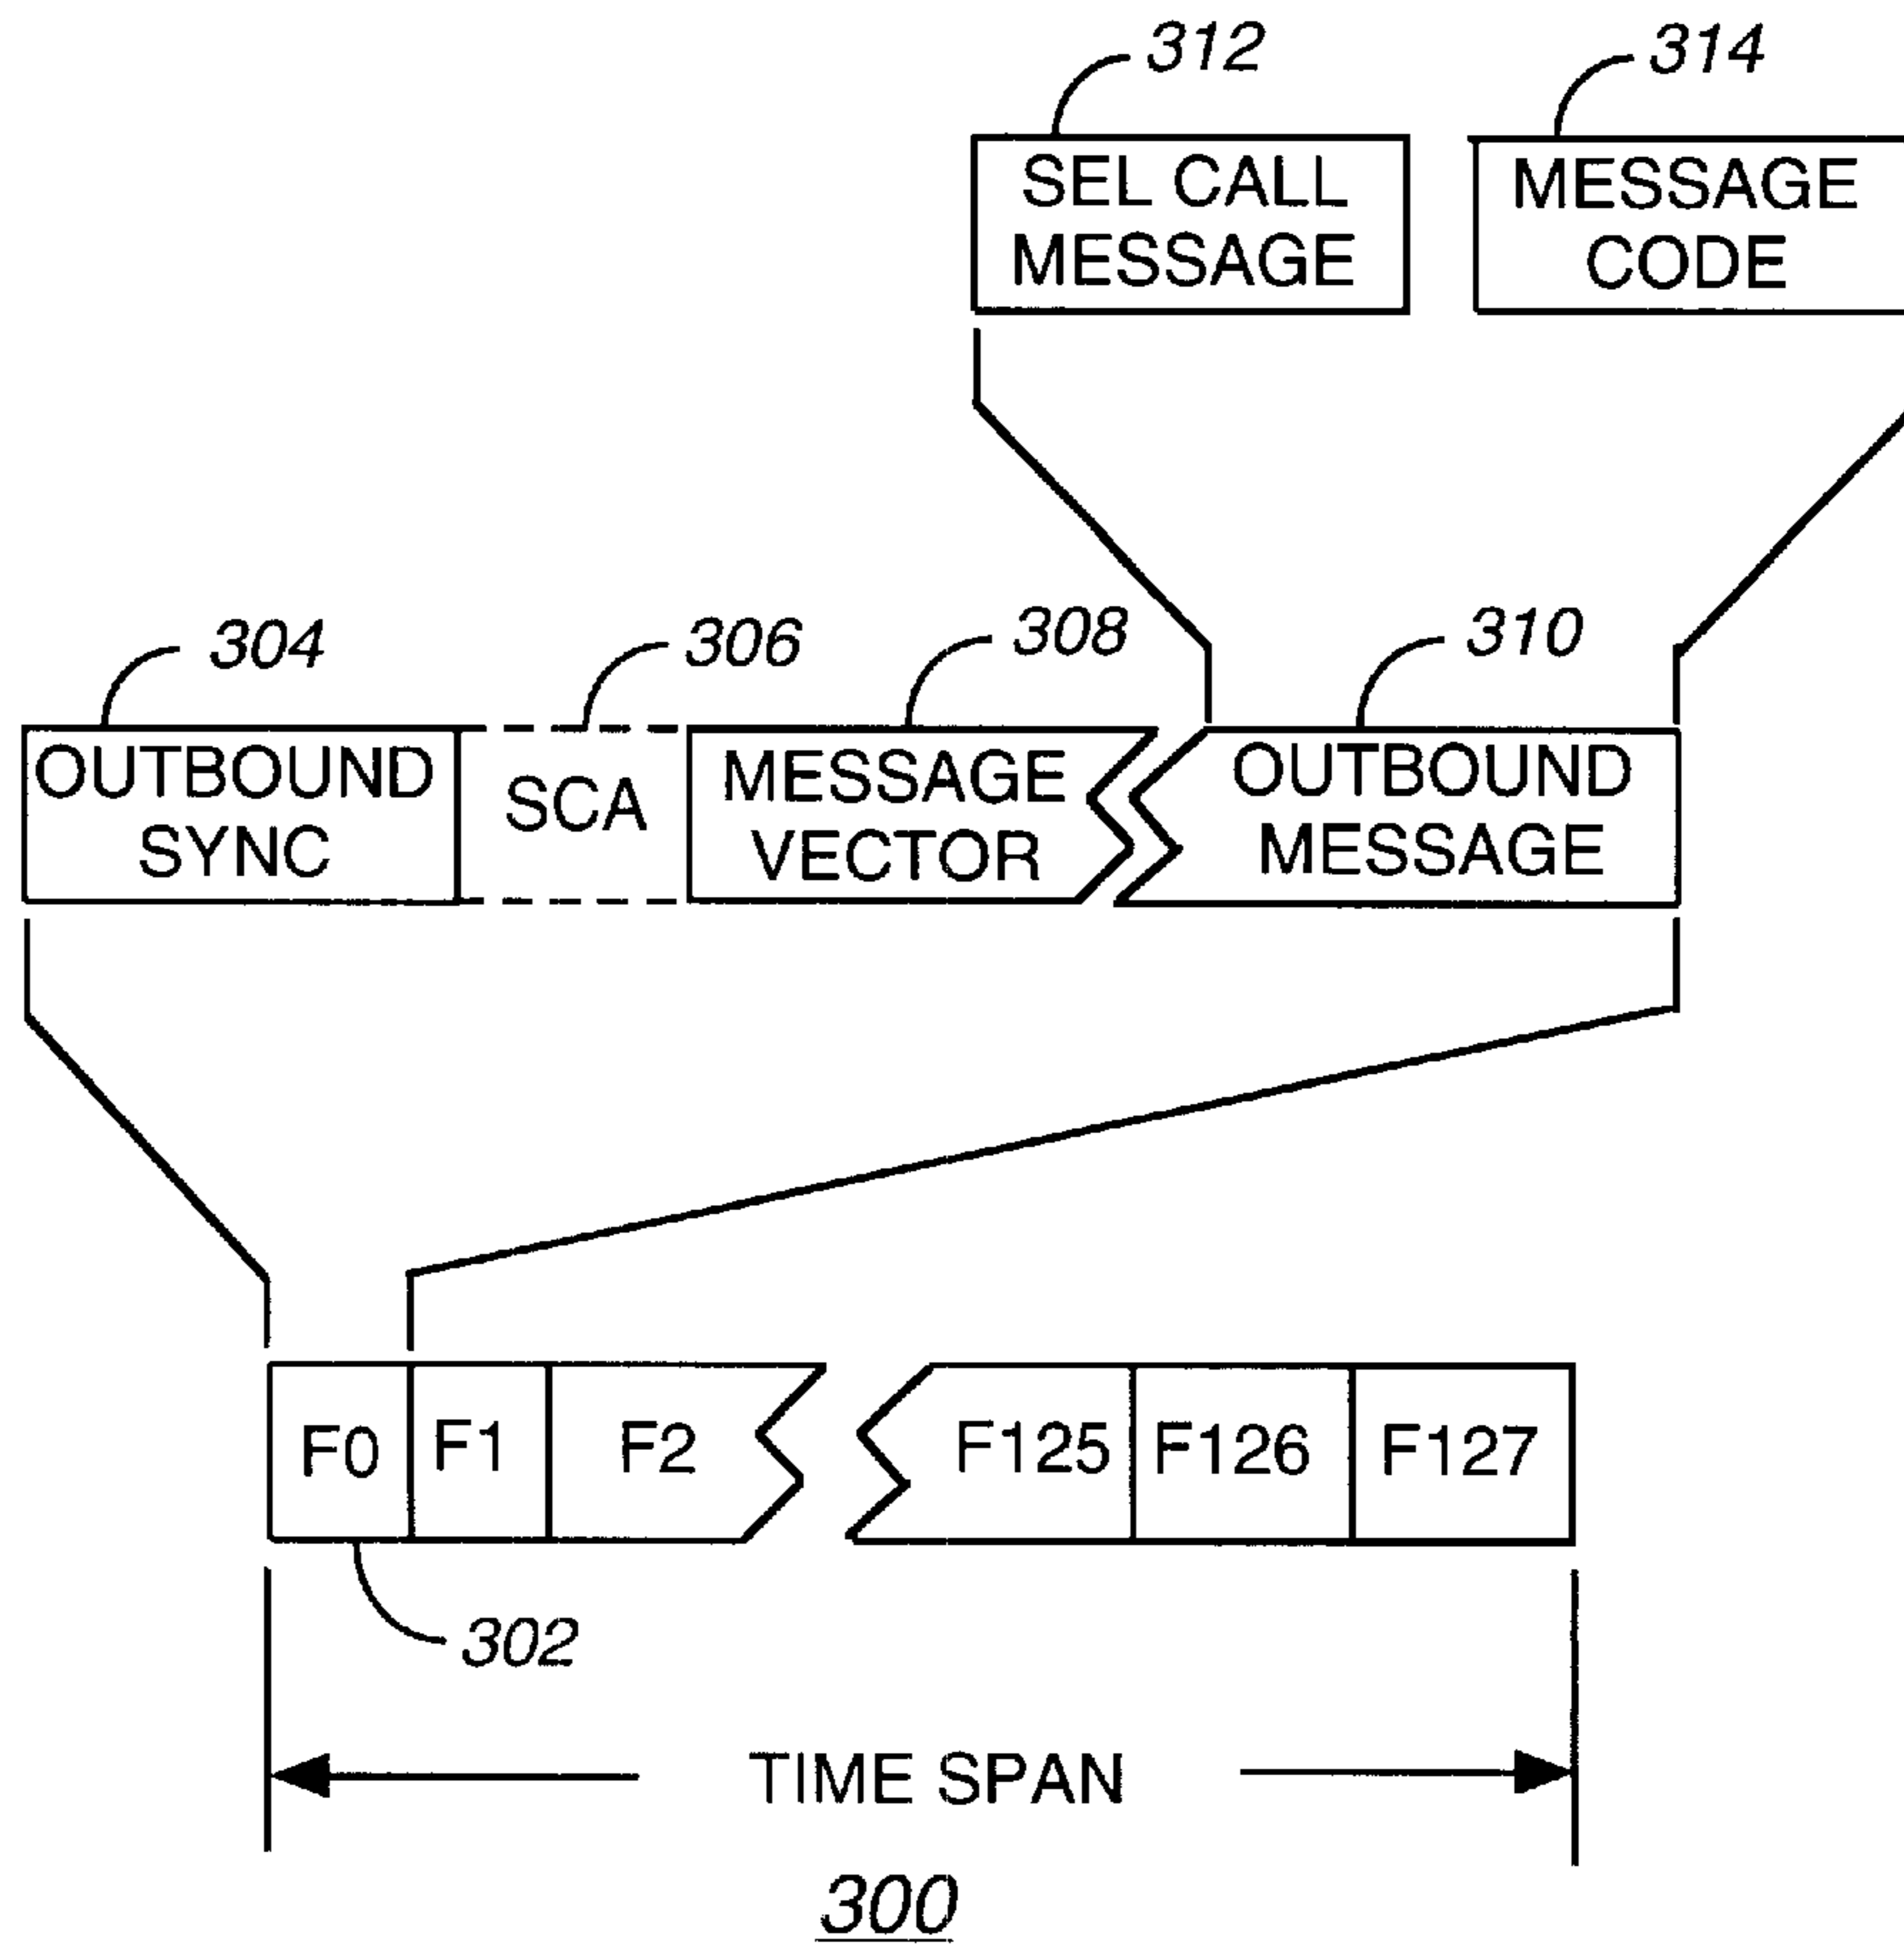 312
314
SEL CALL
MESSAGE
MESSAGE
CODE
304
306
308
310
OUTBOUND
SYNC
SCA
MESSAGE
VECTOR
OUTBOUND
MESSAGE
F0
F1
F2
F125
F126
F127
302
TIME SPAN
300